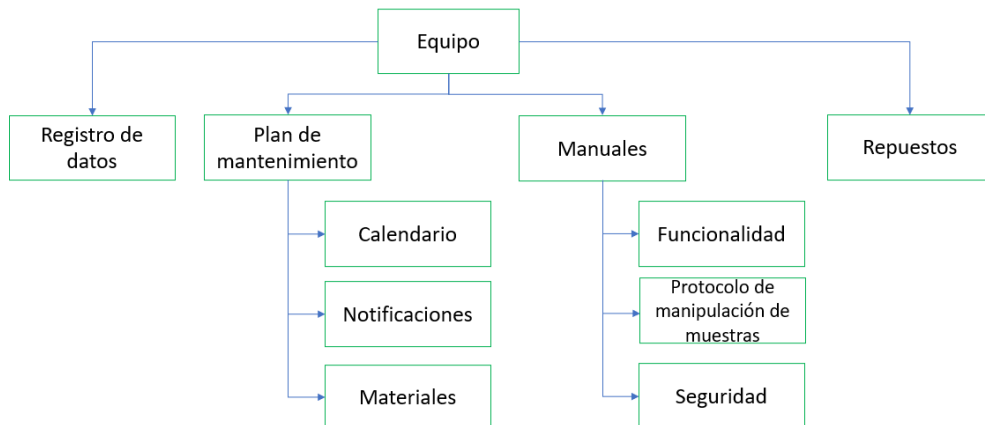 Equipo
Registro de
datos
Plan de
mantenimiento
Manuales
Repuestos
Calendario
Notificaciones
Materiales
Funcionalidad
Protocolo de
manipulación de
muestras
Seguridad